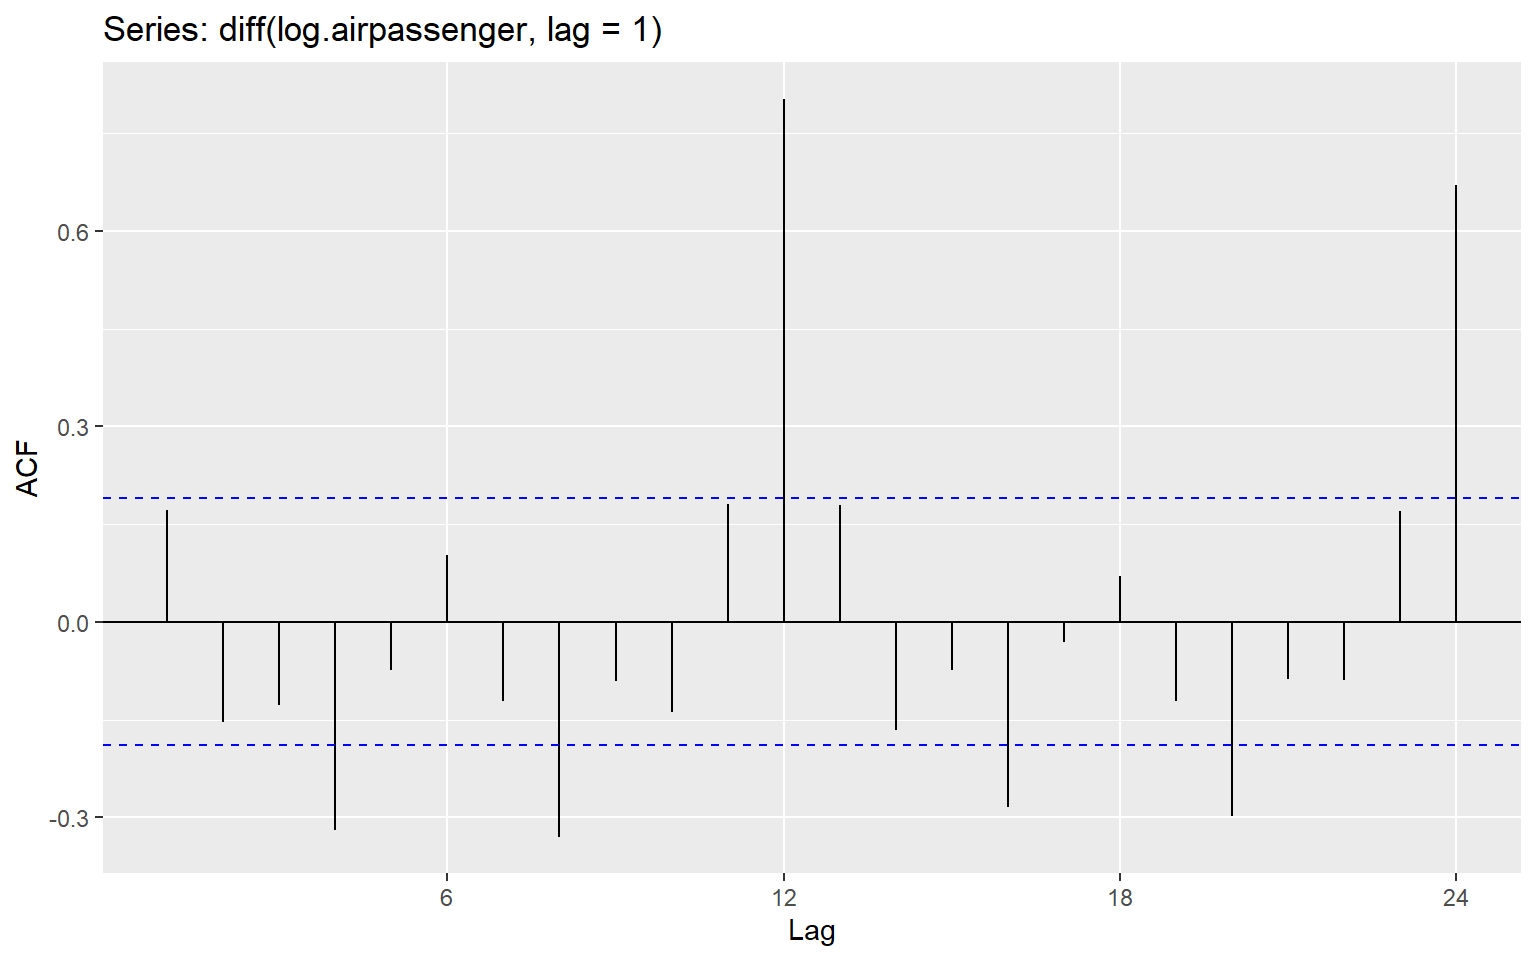 Series: diff(log.airpassenger, lag = 1)
0.6
0.3
0.0
-0.3
ACF
6 12 18 24
Lag